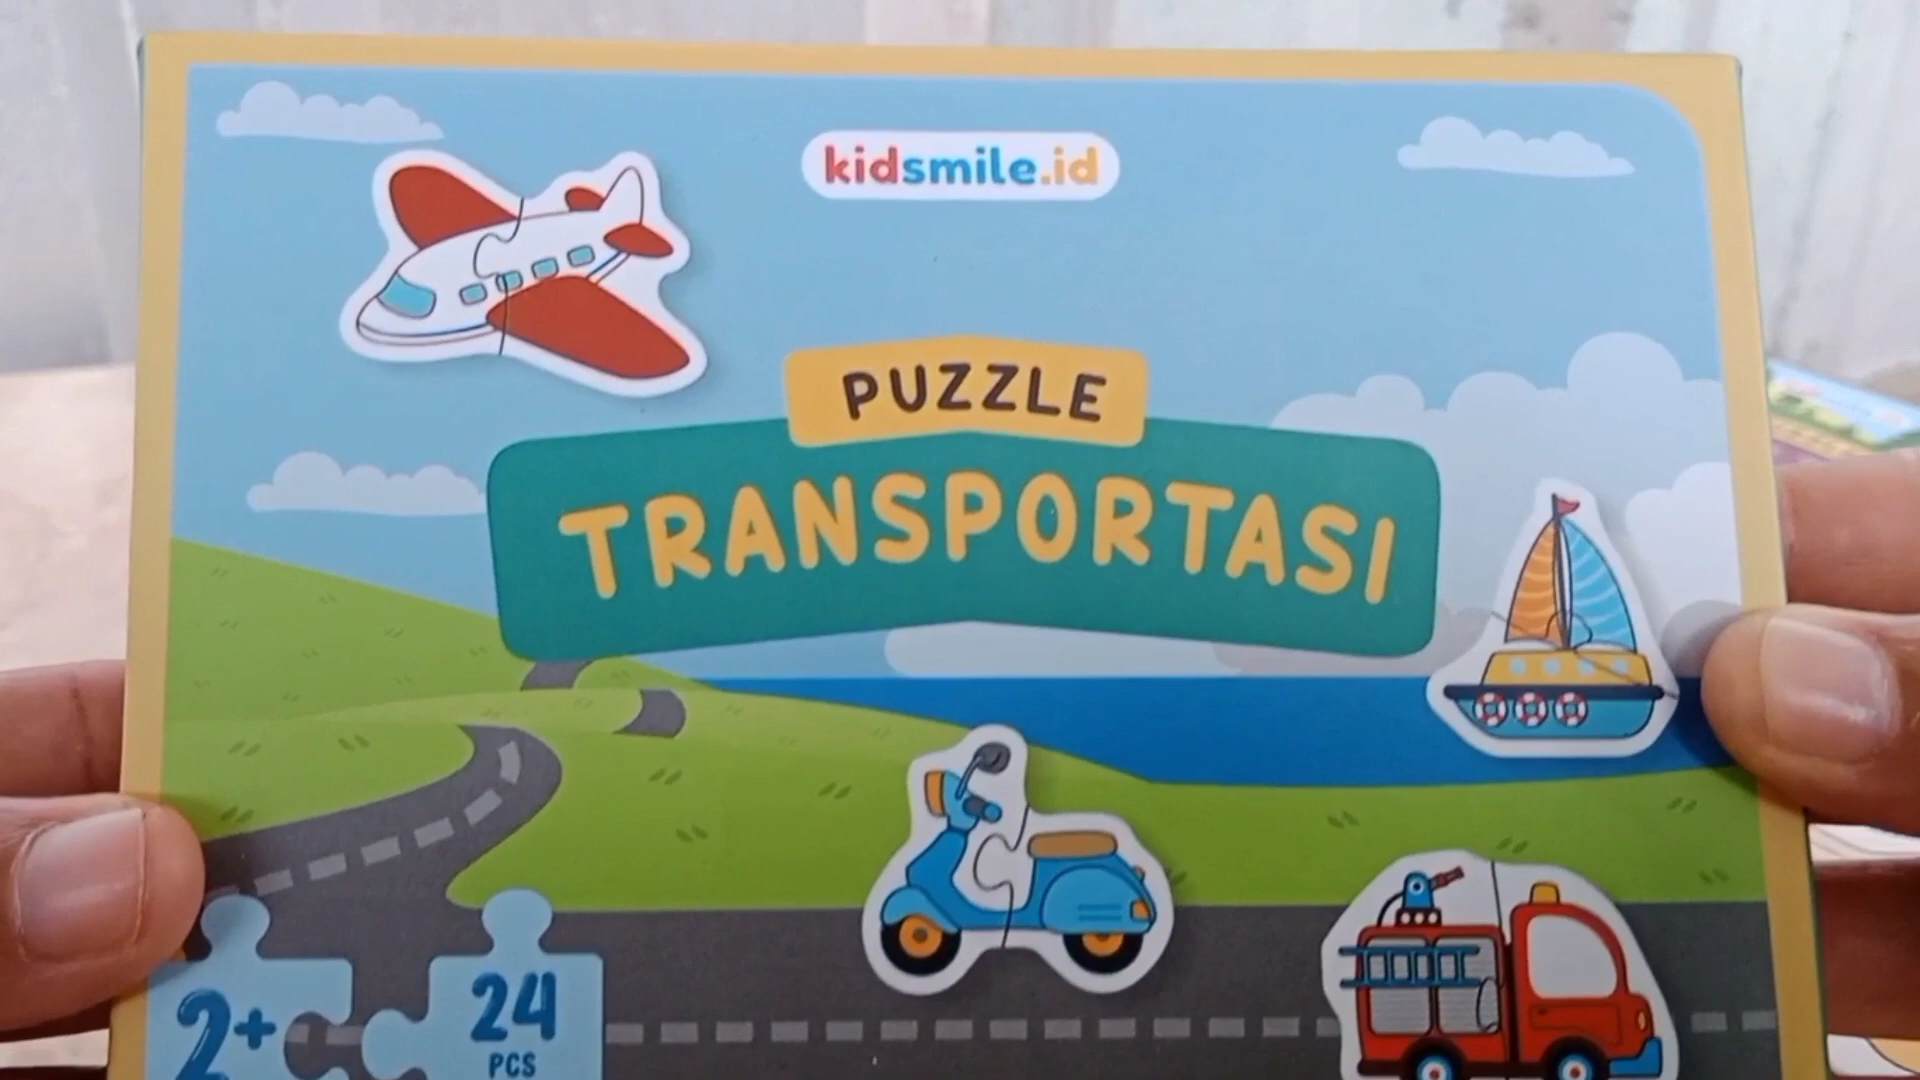 kidsmile.id
PUZZLE
TRANSPORTASI
2+
24
PCS